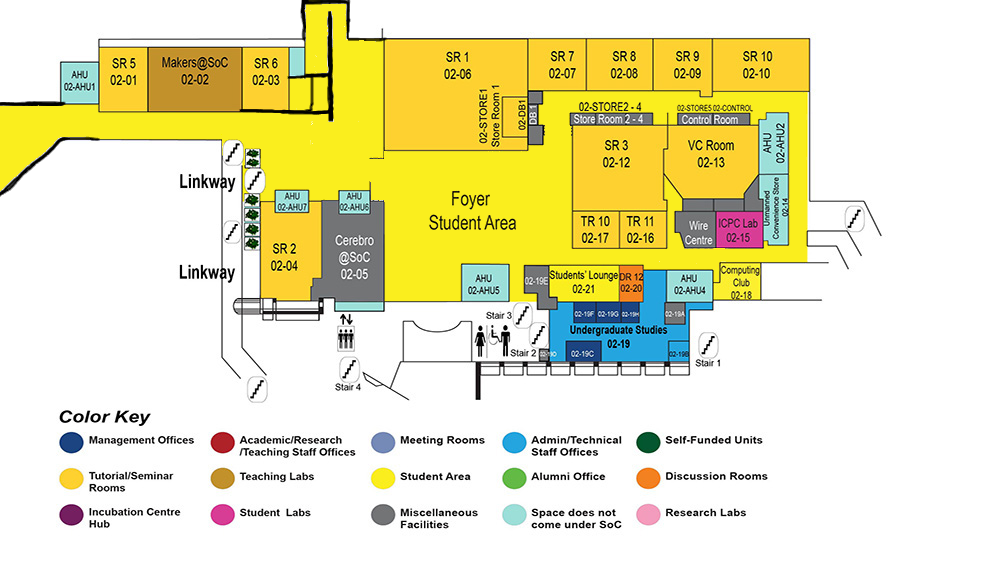 AHU
02-AHU1
SR 5
02-01
Makers@SoC
02-02
SR 6
02-03
SR 1
02-06
02-STORE1
Store Room 1
02-DB1
DB 1
SR 7
02-07
SR 8
02-08
SR 9
02-09
SR 10
02-10
02-STORE2 - 4
Store Room 2 - 4
02-STORE5 02-CONTROL
Control Room
SR 3
02-12
VC Room
02-13
AHU
02-AHU2
Unmanned
Convenience Store
02-14
TR 10
02-17
TR 11
02-16
Wire
Centre
ICPC Lab
02-15
Linkway
Linkway
AHU
02-AHU7
AHU
02-AHU6
SR 2
02-04
Cerebro
@SoC
02-05
Foyer
Student Area
AHU
02-AHU5
02-19E
Students' Lounge
02-21
DR 12
02-20
AHU
02-AHU4
Computing
Club
02-18
02-19F
02-19G
02-19H
02-19A
Undergraduate Studies
02-19
02-19D
02-19C
02-19B
Stair 3
Stair 2
Stair 1
Stair 4
Color Key
Management Offices
Academic/Research
/Teaching Staff Offices
Meeting Rooms
Admin/Technical
Staff Offices
Self-Funded Units
Tutorial/Seminar
Rooms
Teaching Labs
Student Area
Alumni Office
Discussion Rooms
Incubation Centre
Hub
Student Labs
Miscellaneous
Facilities
Space does not
come under SoC
Research Labs